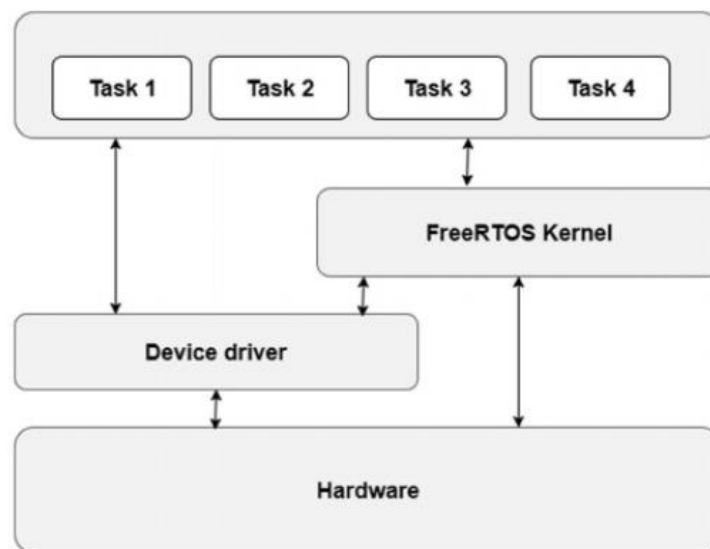 Task 1 Task 2 Task 3 Task 4
FreeRTOS Kernel
Device driver
Hardware